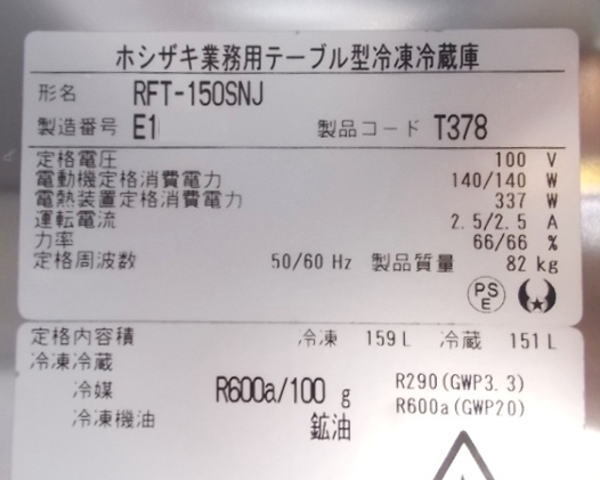 ホシザキ業務用テーブル型冷凍冷蔵庫
形名 RFT-150SNJ
製造番号 E1 製品コード T378
定格電圧 100 V
電動機定格消費電力 140/140 W
電熱装置定格消費電力 337 W
運転電流 2.5/2.5 A
力率 66/66 %
定格周波数 50/60 Hz 製品質量 82 kg
PS
E
定格内容積 冷凍 159 L 冷蔵 151 L
冷凍冷蔵
冷媒 R600a/100 g R290(GWP3.3)
R600a(GWP20)
冷凍機油 鉱油